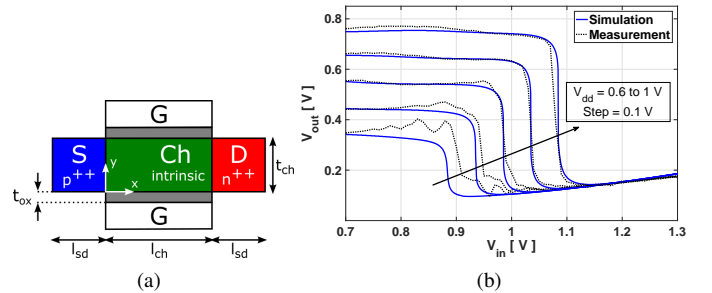 G
S
p++
y
Ch
x
intrinsic
D
n++
tch
tox
G
lsd
lch
lsd
(a)
Vout [ V ]
0.8
0.6
0.4
0.2
Simulation
Measurement
Vdd = 0.6 to 1 V
Step = 0.1 V
0.7 0.8 0.9 1 1.1 1.2 1.3
Vin [ V ]
(b)